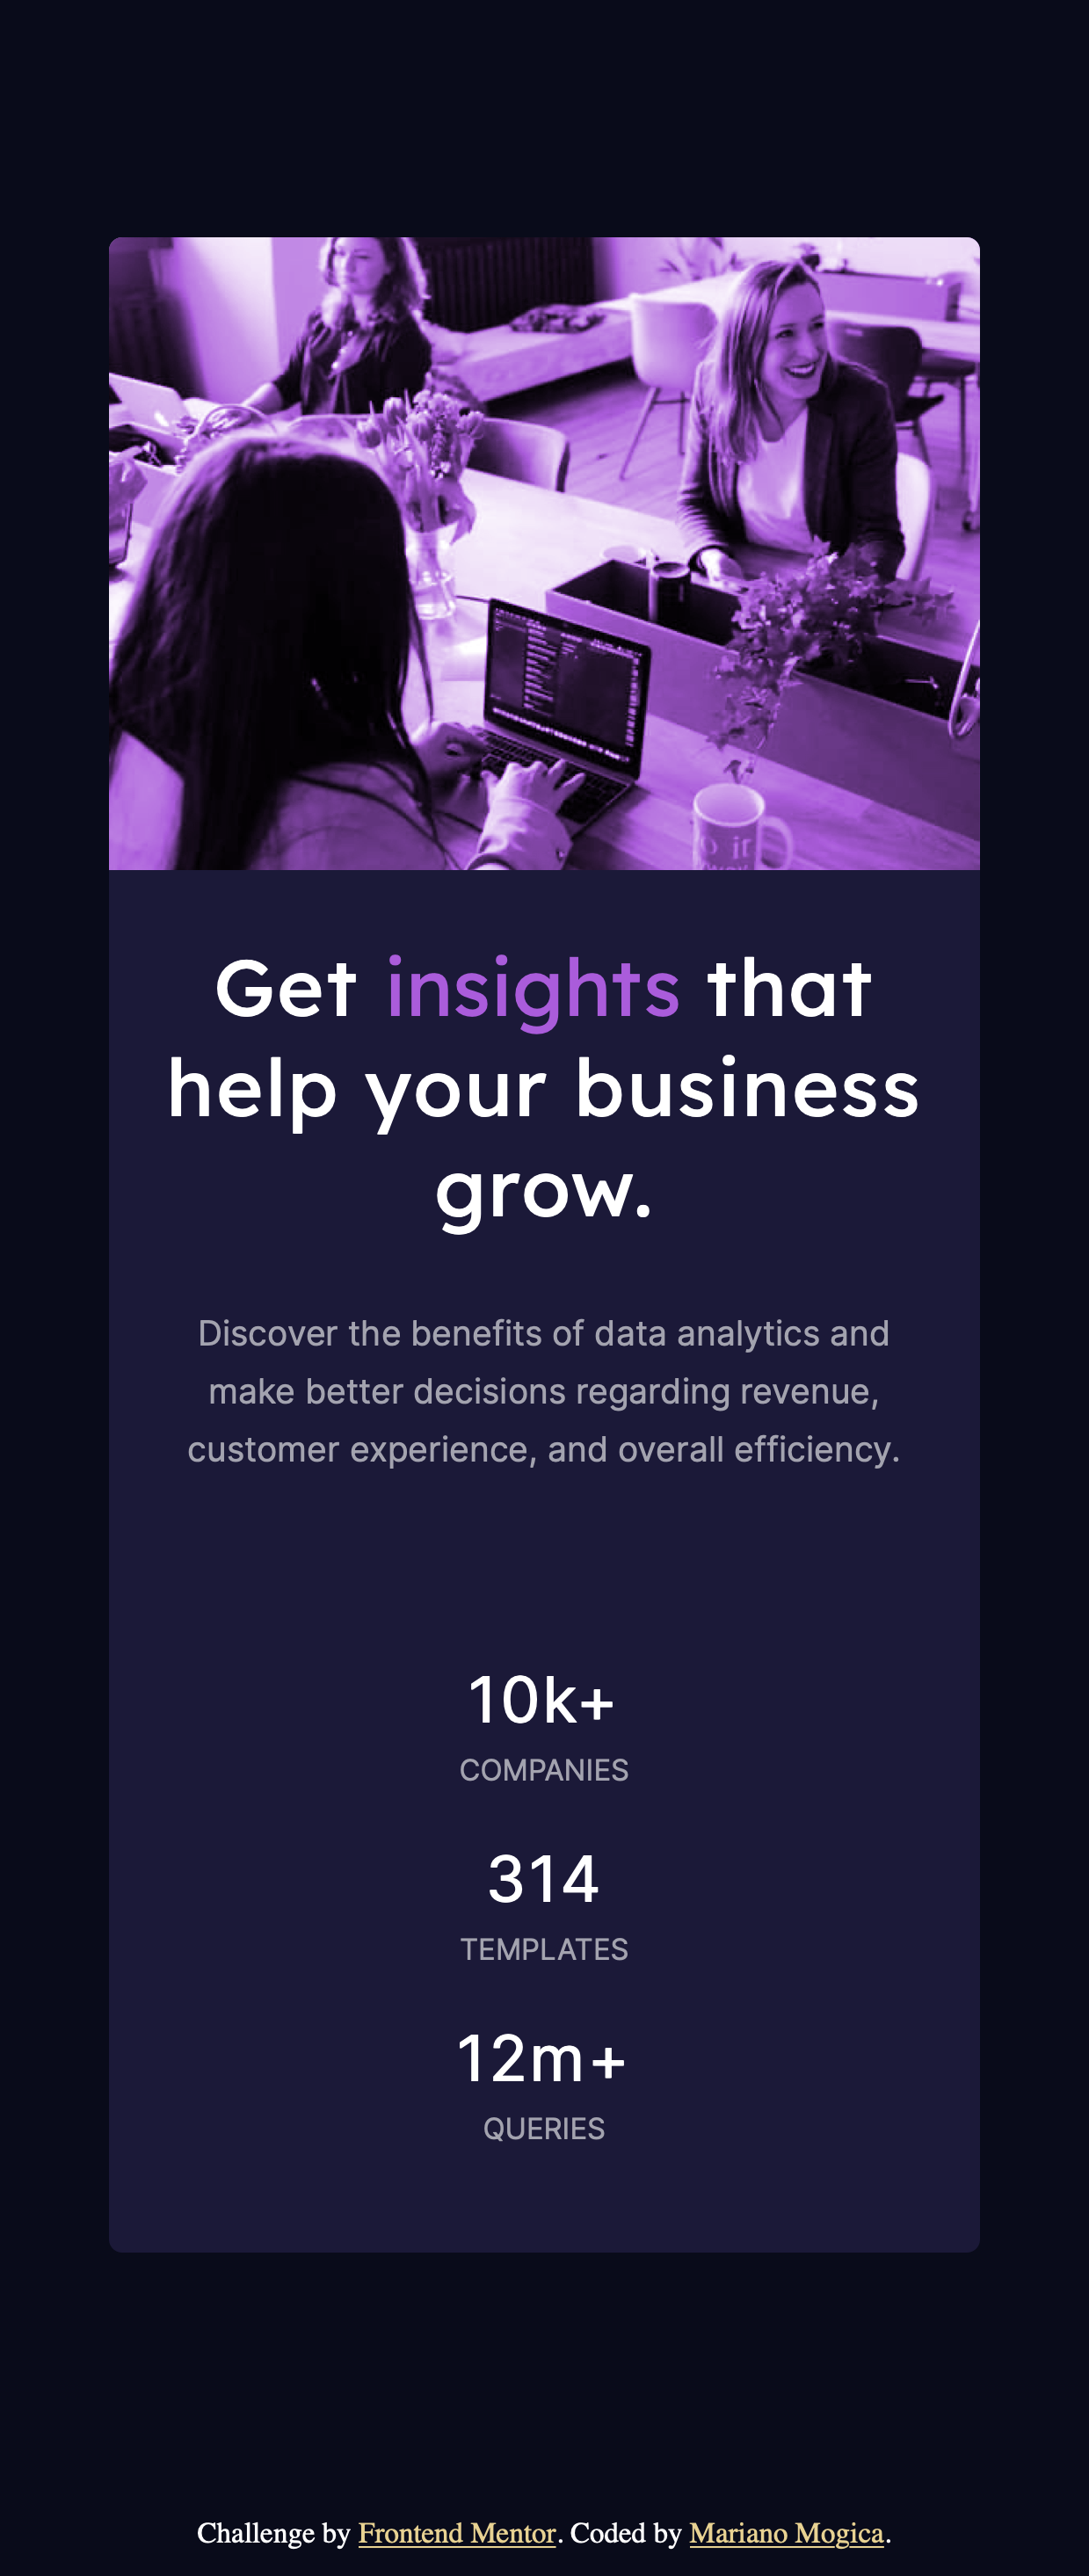 Get insights that
help your business
grow.
Discover the benefits of data analytics and
make better decisions regarding revenue,
customer experience, and overall efficiency.
10k+
COMPANIES
314
TEMPLATES
12m+
QUERIES
Challenge by Frontend Mentor. Coded by Mariano Mogica.